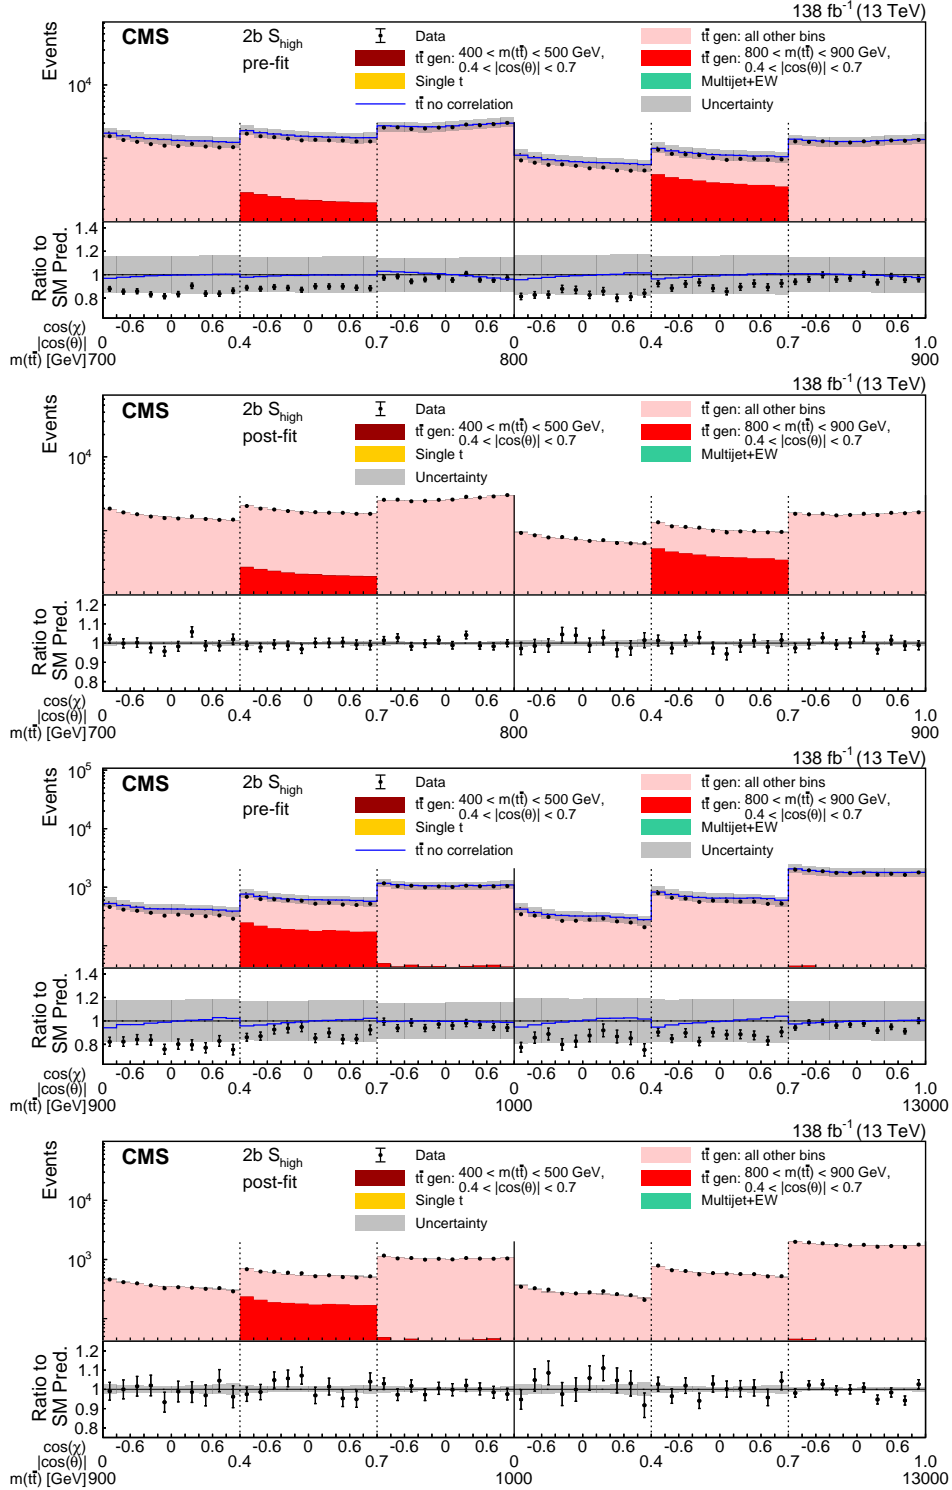 138 fb-1 (13 TeV)
CMS 2b Shigh pre-fit
Events
Data
tt̄ gen: 400 < m(tt̄) < 500 GeV, 0.4 < |cos(θ)| < 0.7
Single t
tt̄ no correlation
tt̄ gen: all other bins
tt̄ gen: 800 < m(tt̄) < 900 GeV, 0.4 < |cos(θ)| < 0.7
Multijet+EW
Uncertainty
10^4
Ratio to SM Pred.
1.4
1.2
1
0.8
cos(χ) -0.6 0 0.6 -0.6 0 0.6 -0.6 0 0.6 -0.6 0 0.6 -0.6 0 0.6 -0.6 0 0.6
|cos(θ)| 0 0.4 0.7 0 0.4 0.7 1.0
m(tt̄) [GeV] 700 800 900
138 fb-1 (13 TeV)
CMS 2b Shigh post-fit
Events
Data
tt̄ gen: 400 < m(tt̄) < 500 GeV, 0.4 < |cos(θ)| < 0.7
Single t
Uncertainty
tt̄ gen: all other bins
tt̄ gen: 800 < m(tt̄) < 900 GeV, 0.4 < |cos(θ)| < 0.7
Multijet+EW
10^4
Ratio to SM Pred.
1.2
1.1
1
0.9
0.8
cos(χ) -0.6 0 0.6 -0.6 0 0.6 -0.6 0 0.6 -0.6 0 0.6 -0.6 0 0.6 -0.6 0 0.6
|cos(θ)| 0 0.4 0.7 0 0.4 0.7 1.0
m(tt̄) [GeV] 700 800 900
138 fb-1 (13 TeV)
CMS 2b Shigh pre-fit
Events
Data
tt̄ gen: 400 < m(tt̄) < 500 GeV, 0.4 < |cos(θ)| < 0.7
Single t
tt̄ no correlation
tt̄ gen: all other bins
tt̄ gen: 800 < m(tt̄) < 900 GeV, 0.4 < |cos(θ)| < 0.7
Multijet+EW
Uncertainty
10^5
10^4
10^3
Ratio to SM Pred.
1.4
1.2
1
0.8
cos(χ) -0.6 0 0.6 -0.6 0 0.6 -0.6 0 0.6 -0.6 0 0.6 -0.6 0 0.6 -0.6 0 0.6
|cos(θ)| 0 0.4 0.7 0 0.4 0.7 1.0
m(tt̄) [GeV] 900 1000 13000
138 fb-1 (13 TeV)
CMS 2b Shigh post-fit
Events
Data
tt̄ gen: 400 < m(tt̄) < 500 GeV, 0.4 < |cos(θ)| < 0.7
Single t
Uncertainty
tt̄ gen: all other bins
tt̄ gen: 800 < m(tt̄) < 900 GeV, 0.4 < |cos(θ)| < 0.7
Multijet+EW
10^4
10^3
Ratio to SM Pred.
1.2
1.1
1
0.9
0.8
cos(χ) -0.6 0 0.6 -0.6 0 0.6 -0.6 0 0.6 -0.6 0 0.6 -0.6 0 0.6 -0.6 0 0.6
|cos(θ)| 0 0.4 0.7 0 0.4 0.7 1.0
m(tt̄) [GeV] 900 1000 13000